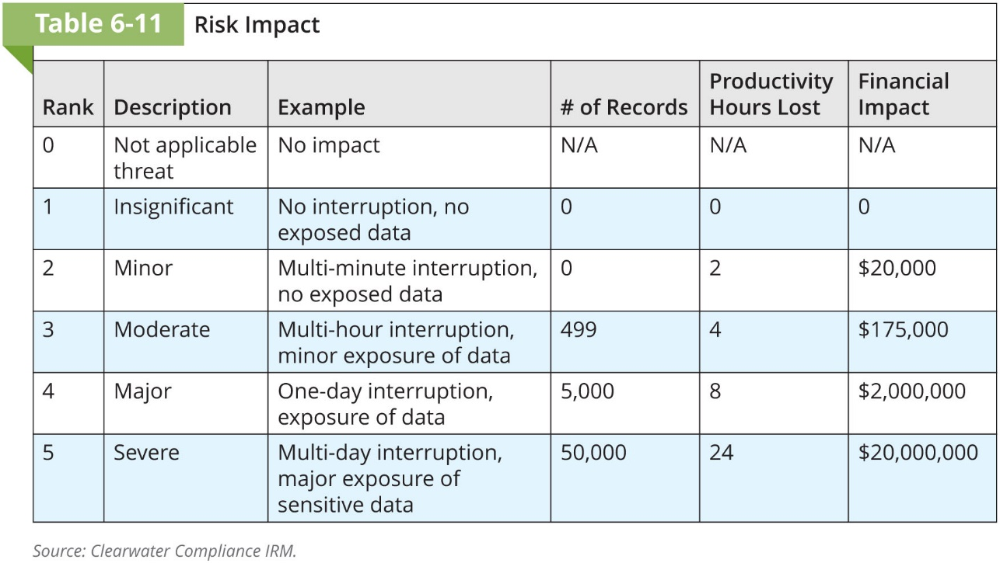 Table 6-11 Risk Impact
Rank Description Example # of Records Productivity Hours Lost Financial Impact
0 Not applicable threat No impact N/A N/A N/A
1 Insignificant No interruption, no exposed data 0 0 0
2 Minor Multi-minute interruption, no exposed data 0 2 $20,000
3 Moderate Multi-hour interruption, minor exposure of data 499 4 $175,000
4 Major One-day interruption, exposure of data 5,000 8 $2,000,000
5 Severe Multi-day interruption, major exposure of sensitive data 50,000 24 $20,000,000
Source: Clearwater Compliance IRM.